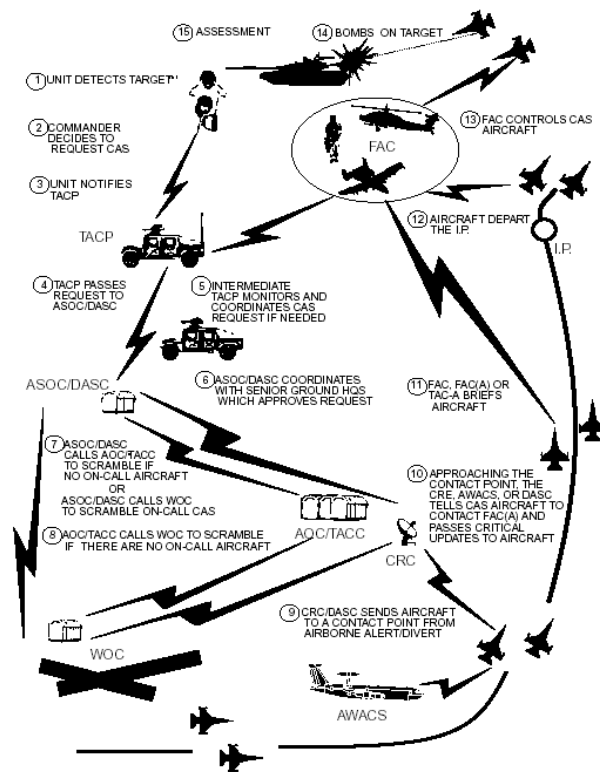 15 ASSESSMENT
14 BOMBS ON TARGET
1 UNIT DETECTS TARGET
2 COMMANDER
DECIDES TO
REQUEST CAS
3 UNIT NOTIFIES
TACP
FAC
13 FAC CONTROLS CAS
AIRCRAFT
12 AIRCRAFT DEPART
THE I.P.
I.P.
TACP
4 TACP PASSES
REQUEST TO
ASOC/DASC
5 INTERMEDIATE
TACP MONITORS AND
COORDINATES CAS
REQUEST IF NEEDED
ASOC/DASC
6 ASOC/DASC COORDINATES
WITH SENIOR GROUND HQS
WHICH APPROVES REQUEST
11 FAC, FAC(A) OR
TAC-A BRIEFS
AIRCRAFT
7 ASOC/DASC
CALLS AOC/TACC
TO SCRAMBLE IF
NO ON-CALL AIRCRAFT
OR
ASOC/DASC CALLS WOC
TO SCRAMBLE ON-CALL CAS
10 APPROACHING THE
CONTACT POINT, THE
CRE, AWACS, OR DASC
TELLS CAS AIRCRAFT TO
CONTACT FAC(A) AND
PASSES CRITICAL
UPDATES TO AIRCRAFT
AOC/TACC
8 AOC/TACC CALLS WOC TO SCRAMBLE
IF THERE ARE NO ON-CALL AIRCRAFT
CRC
9 CRC/DASC SENDS AIRCRAFT
TO A CONTACT POINT FROM
AIRBORNE ALERT/DIVERT
WOC
AWACS